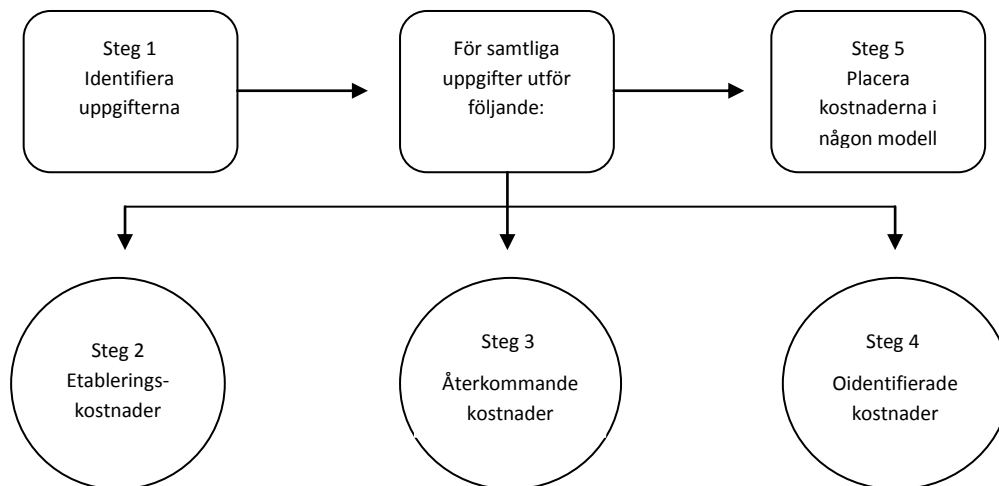 Steg 1
Identifiera
uppgifterna
För samtliga
uppgifter utför
följande:
Steg 5
Placera
kostnaderna i
någon modell
Steg 2
Etablerings-
kostnader
Steg 3
Återkommande
kostnader
Steg 4
Oidentifierade
kostnader